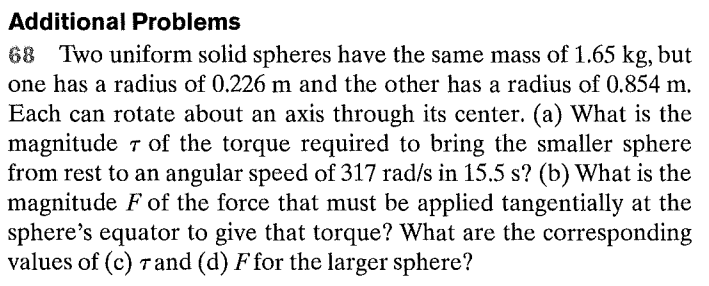 Additional Problems
68 Two uniform solid spheres have the same mass of 1.65 kg, but
one has a radius of 0.226 m and the other has a radius of 0.854 m.
Each can rotate about an axis through its center. (a) What is the
magnitude τ of the torque required to bring the smaller sphere
from rest to an angular speed of 317 rad/s in 15.5 s? (b) What is the
magnitude F of the force that must be applied tangentially at the
sphere's equator to give that torque? What are the corresponding
values of (c) τ and (d) F for the larger sphere?